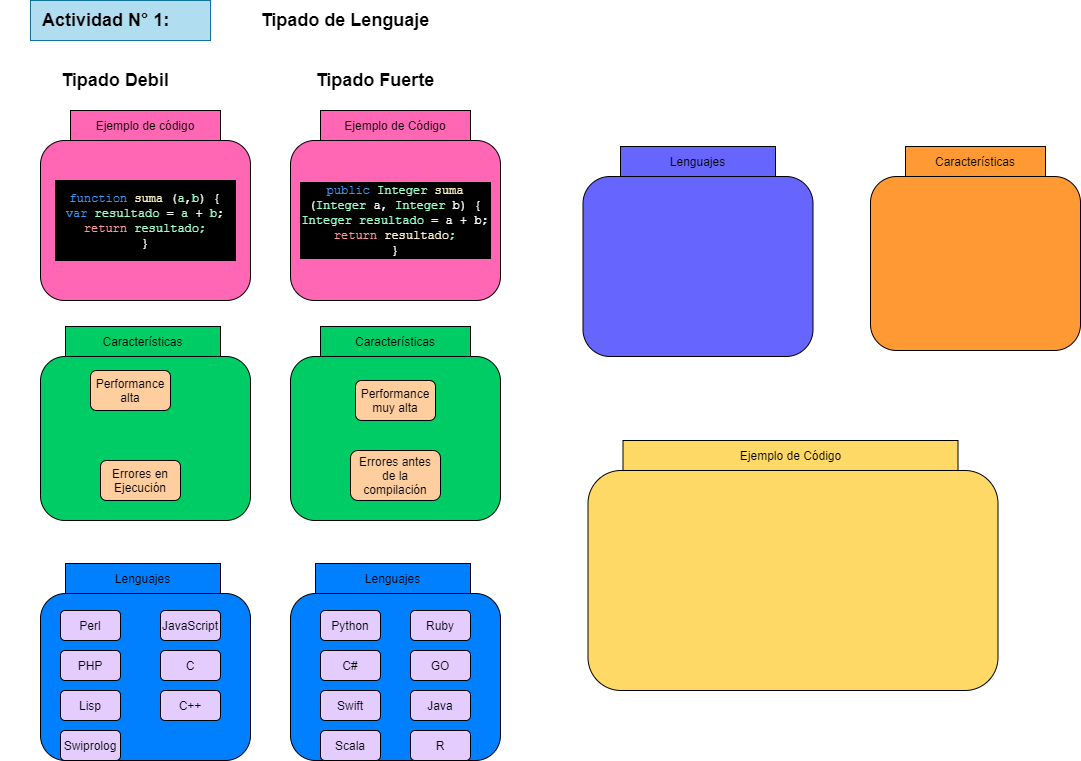 Actividad N° 1:
Tipado de Lenguaje
Tipado Debil
Tipado Fuerte
Ejemplo de código
function suma (a,b) {
var resultado = a + b;
return resultado;
}
Ejemplo de Código
public Integer suma
(Integer a, Integer b) {
Integer resultado = a + b;
return resultado;
}
Características
Performance
alta
Errores en
Ejecución
Características
Performance
muy alta
Errores antes
de la
compilación
Lenguajes
Perl
JavaScript
PHP
C
Lisp
C++
Swiprolog
Lenguajes
Python
Ruby
C#
GO
Swift
Java
Scala
R
Lenguajes
Características
Ejemplo de Código